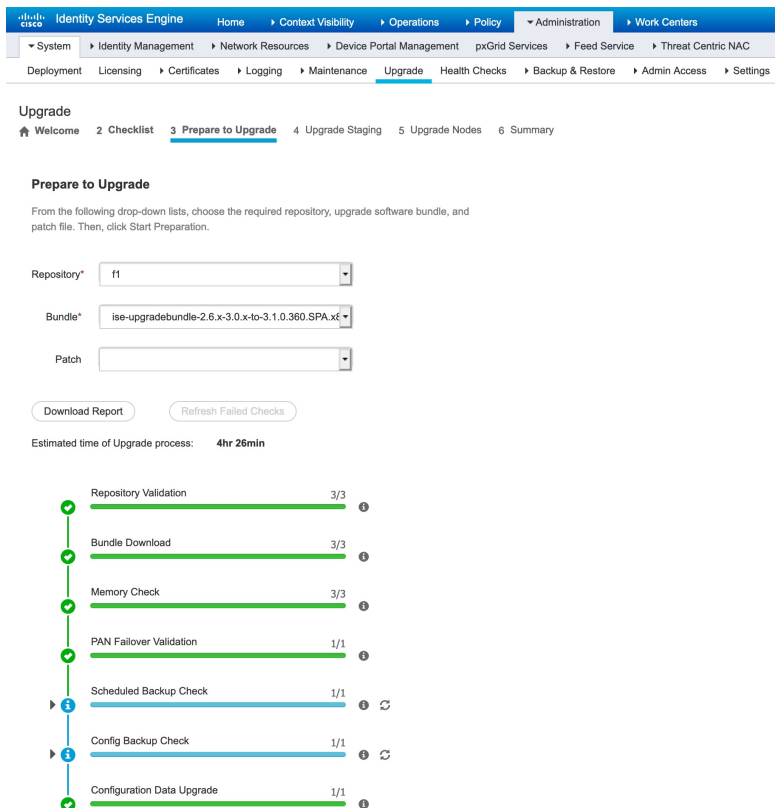 cisco Identity Services Engine Home Context Visibility Operations Policy Administration Work Centers
System Identity Management Network Resources Device Portal Management pxGrid Services Feed Service Threat Centric NAC
Deployment Licensing Certificates Logging Maintenance Upgrade Health Checks Backup & Restore Admin Access Settings
Upgrade
Welcome 2 Checklist 3 Prepare to Upgrade 4 Upgrade Staging 5 Upgrade Nodes 6 Summary
Prepare to Upgrade
From the following drop-down lists, choose the required repository, upgrade software bundle, and
patch file. Then, click Start Preparation.
Repository* f1
Bundle* ise-upgradebundle-2.6.x-3.0.x-to-3.1.0.360.SPA.x8
Patch
Download Report Refresh Failed Checks
Estimated time of Upgrade process: 4hr 26min
Repository Validation 3/3
Bundle Download 3/3
Memory Check 3/3
PAN Failover Validation 1/1
Scheduled Backup Check 1/1
Config Backup Check 1/1
Configuration Data Upgrade 1/1